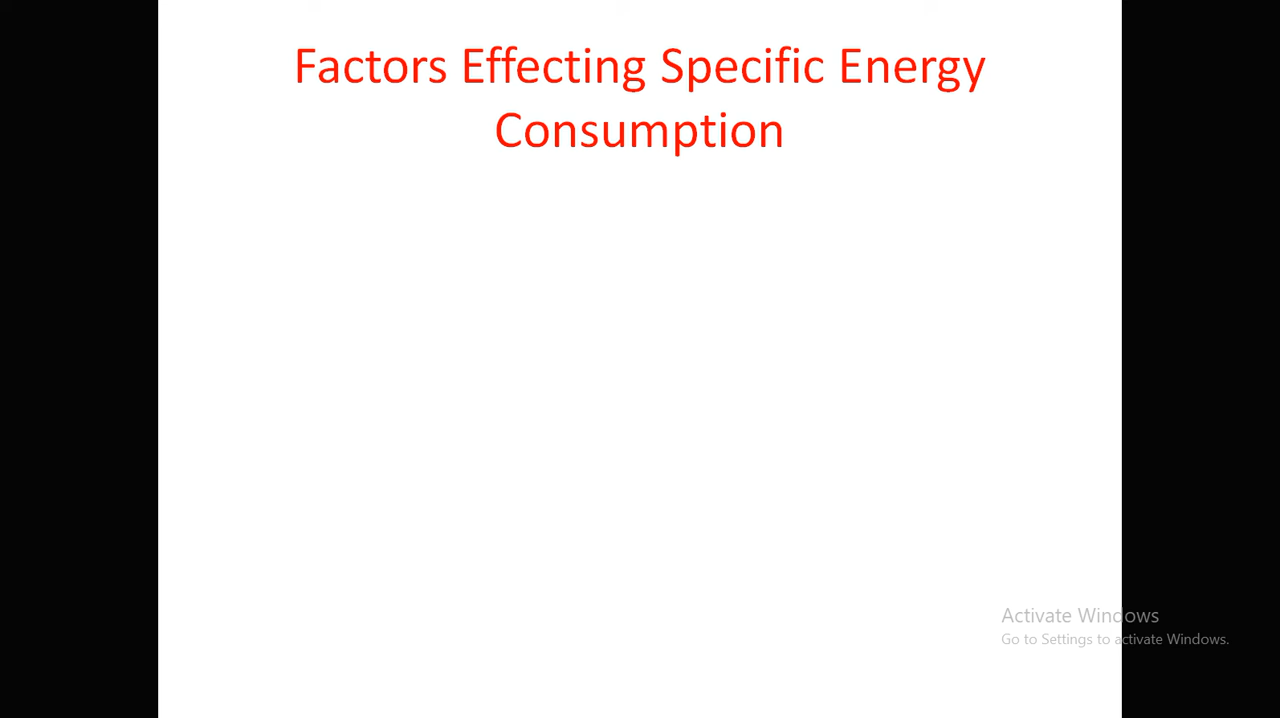 Factors Effecting Specific Energy
Consumption
Activate Windows
Go to Settings to activate Windows.